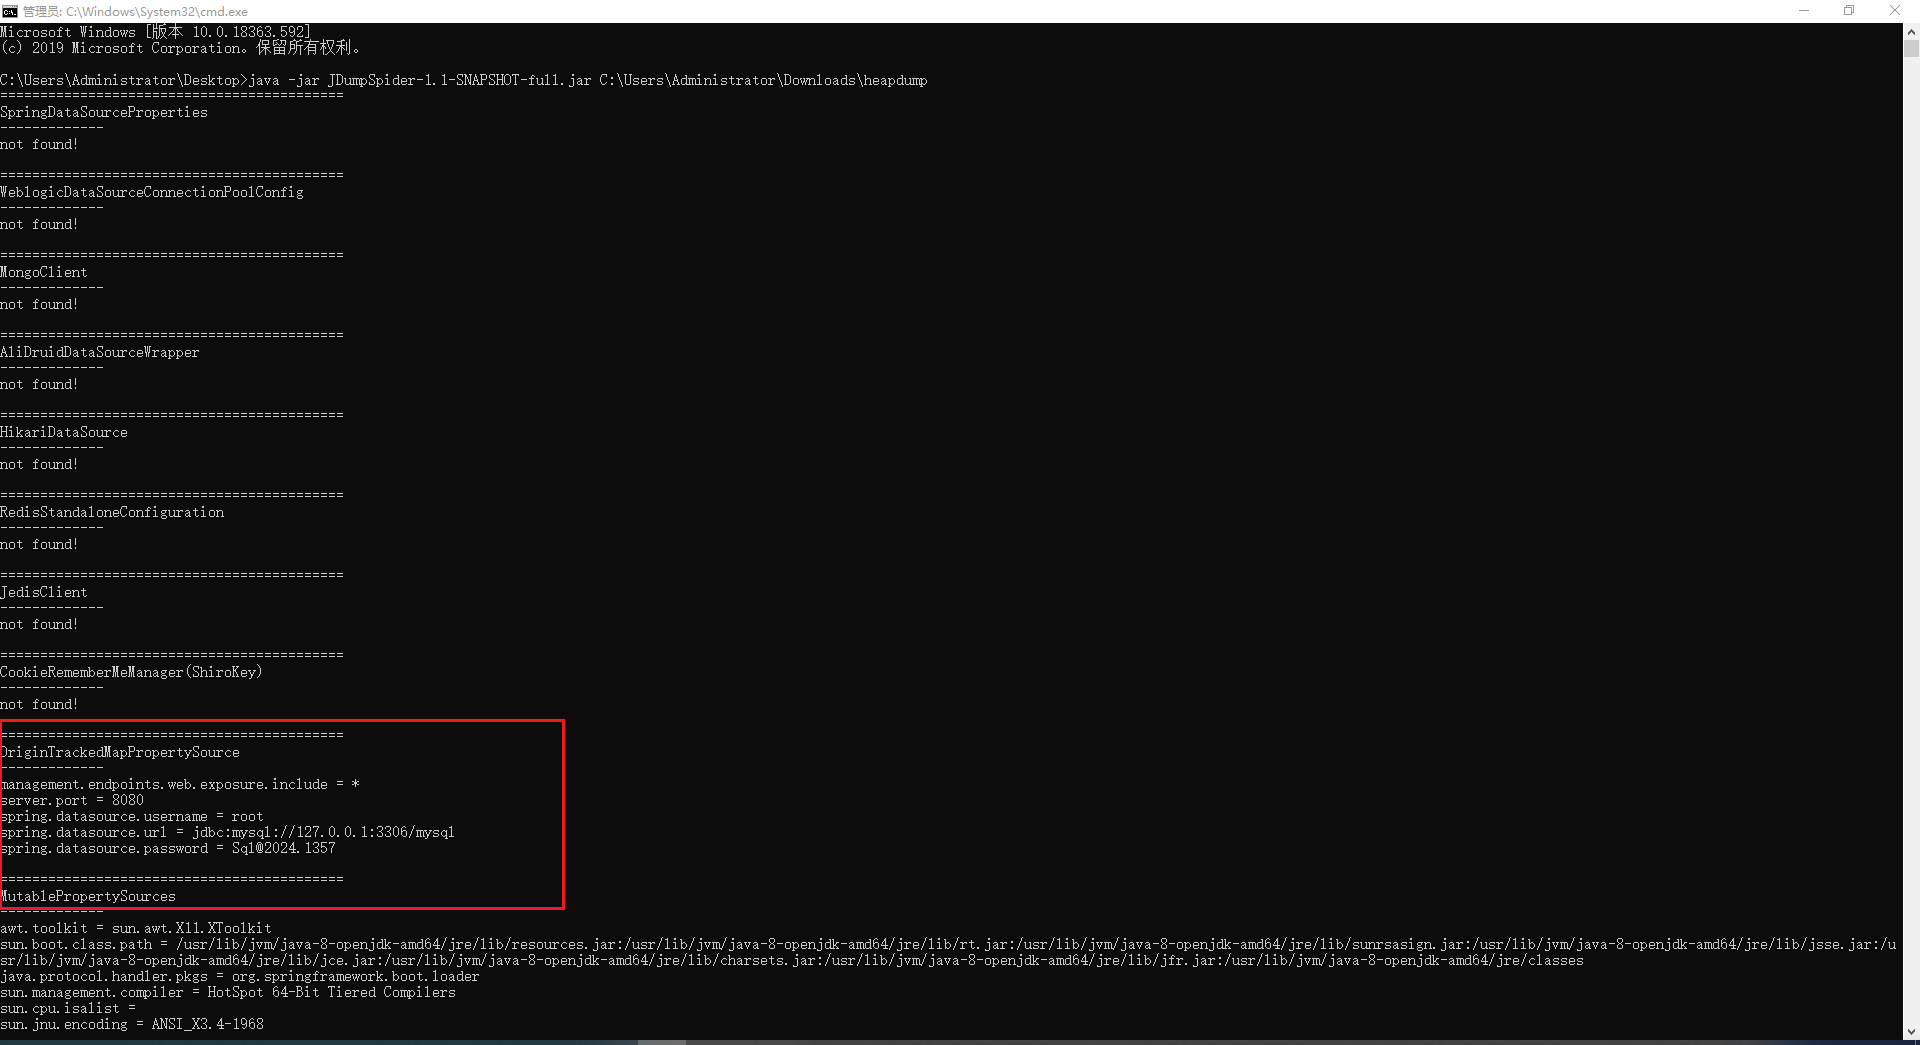 管理员: C:\Windows\System32\cmd.exe
Microsoft Windows [版本 10.0.18363.592]
(c) 2019 Microsoft Corporation。保留所有权利。
C:\Users\Administrator\Desktop>java -jar JDumpSpider-1.1-SNAPSHOT-full.jar C:\Users\Administrator\Downloads\heapdump
===========================================
SpringDataSourceProperties
-------------
not found!
===========================================
WeblogicDataSourceConnectionPoolConfig
-------------
not found!
===========================================
MongoClient
-------------
not found!
===========================================
AliDruidDataSourceWrapper
-------------
not found!
===========================================
HikariDataSource
-------------
not found!
===========================================
RedisStandaloneConfiguration
-------------
not found!
===========================================
JedisClient
-------------
not found!
===========================================
CookieRememberMeManager(ShiroKey)
-------------
not found!
===========================================
OriginTrackedMapPropertySource
-------------
management.endpoints.web.exposure.include = *
server.port = 8080
spring.datasource.username = root
spring.datasource.url = jdbc:mysql://127.0.0.1:3306/mysql
spring.datasource.password = Sql@2024.1357
===========================================
MutablePropertySources
-------------
awt.toolkit = sun.awt.X11.XToolkit
sun.boot.class.path = /usr/lib/jvm/java-8-openjdk-amd64/jre/lib/resources.jar:/usr/lib/jvm/java-8-openjdk-amd64/jre/lib/rt.jar:/usr/lib/jvm/java-8-openjdk-amd64/jre/lib/sunrsasign.jar:/usr/lib/jvm/java-8-openjdk-amd64/jre/lib/jsse.jar:/u
sr/lib/jvm/java-8-openjdk-amd64/jre/lib/jce.jar:/usr/lib/jvm/java-8-openjdk-amd64/jre/lib/charsets.jar:/usr/lib/jvm/java-8-openjdk-amd64/jre/lib/jfr.jar:/usr/lib/jvm/java-8-openjdk-amd64/jre/classes
java.protocol.handler.pkgs = org.springframework.boot.loader
sun.management.compiler = HotSpot 64-Bit Tiered Compilers
sun.cpu.isalist =
sun.jnu.encoding = ANSI_X3.4-1968